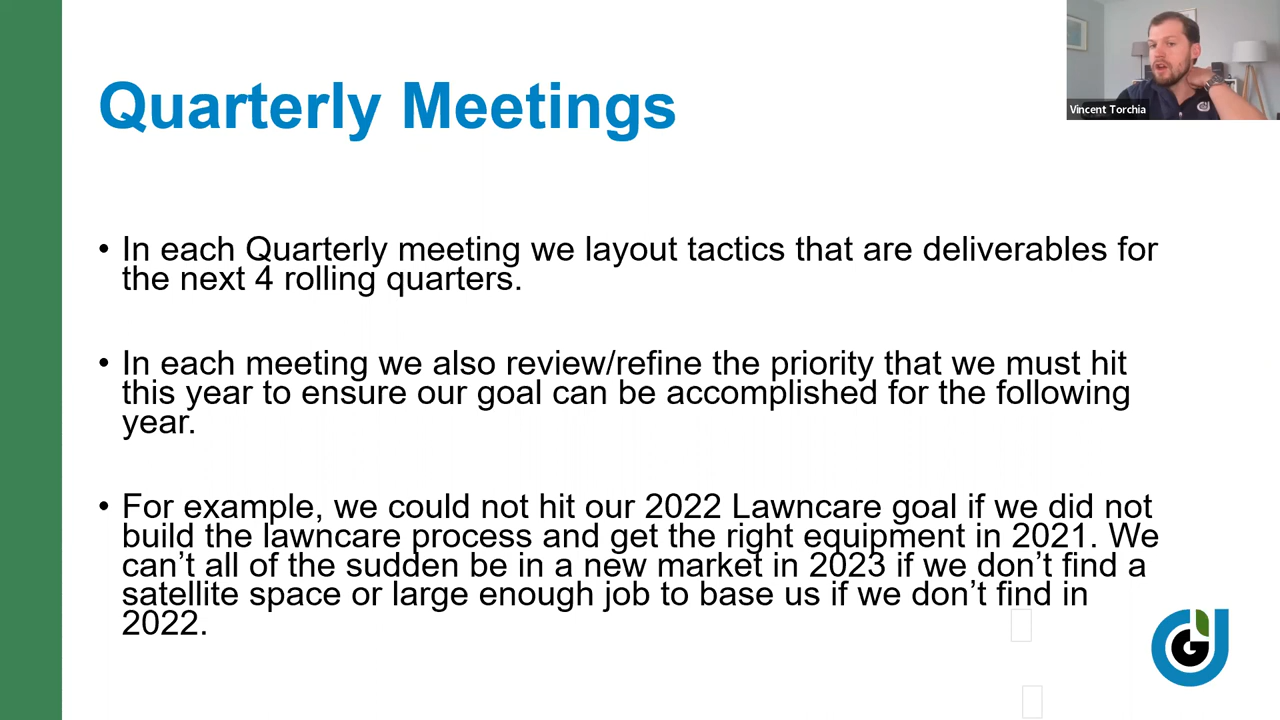 Quarterly Meetings
Vincent Torchia
• In each Quarterly meeting we layout tactics that are deliverables for
the next 4 rolling quarters.
• In each meeting we also review/refine the priority that we must hit
this year to ensure our goal can be accomplished for the following
year.
• For example, we could not hit our 2022 Lawncare goal if we did not
build the lawncare process and get the right equipment in 2021. We
can’t all of the sudden be in a new market in 2023 if we don’t find a
satellite space or large enough job to base us if we don’t find in
2022.
G